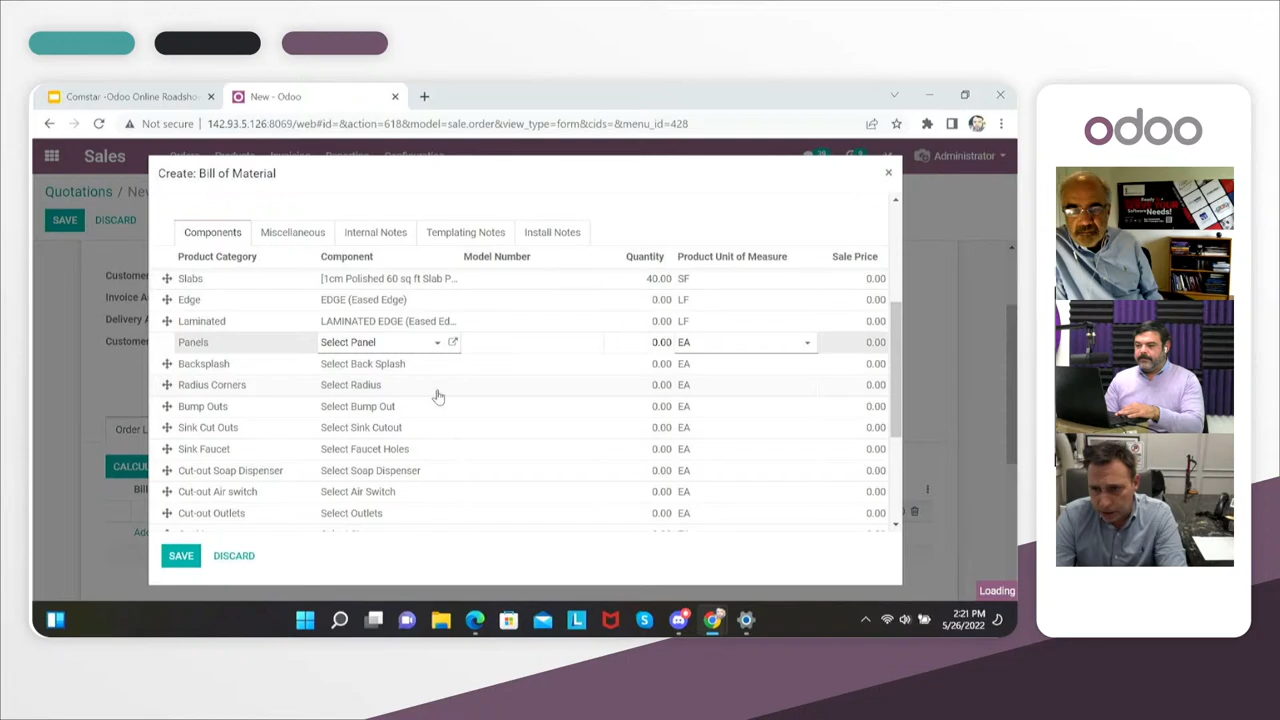 Comstar -Odoo Online Roadsho
New - Odoo
Not secure
142.93.5.126:8069/web#id=&action=618&model=sale.order&view_type=form&cids=&menu_id=428
odoo
Sales
Administrator
Create: Bill of Material
Quotations / New
SAVE
DISCARD
Components
Miscellaneous
Internal Notes
Templating Notes
Install Notes
Product Category
Component
Model Number
Quantity
Product Unit of Measure
Sale Price
Slabs [1cm Polished 60 sq ft Slab P... 40.00 SF 0.00
Edge EDGE (Eased Edge) 0.00 LF 0.00
Laminated LAMINATED EDGE (Eased Ed... 0.00 LF 0.00
Panels Select Panel 0.00 EA 0.00
Backsplash Select Back Splash 0.00 EA 0.00
Radius Corners Select Radius 0.00 EA 0.00
Bump Outs Select Bump Out 0.00 EA 0.00
Sink Cut Outs Select Sink Cutout 0.00 EA 0.00
Sink Faucet Select Faucet Holes 0.00 EA 0.00
Cut-out Soap Dispenser Select Soap Dispenser 0.00 EA 0.00
Cut-out Air switch Select Air Switch 0.00 EA 0.00
Cut-out Outlets Select Outlets 0.00 EA 0.00
Customer
Invoice A
Delivery A
Customer
Order L
CALCU
Bill
Ad
SAVE
DISCARD
Loading
2:21 PM
5/26/2022